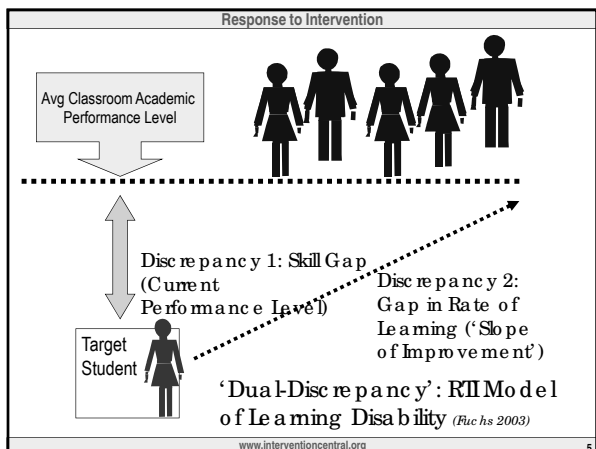 Response to Intervention
Avg Classroom Academic
Performance Level
Discrepancy 1: Skill Gap
(Current
Performance Level)
Discrepancy 2:
Gap in Rate of
Learning (‘Slope
of Improvement’)
Target
Student
‘Dual-Discrepancy’: RTI Model
of Learning Disability (Fuchs 2003)
www.interventioncentral.org
5